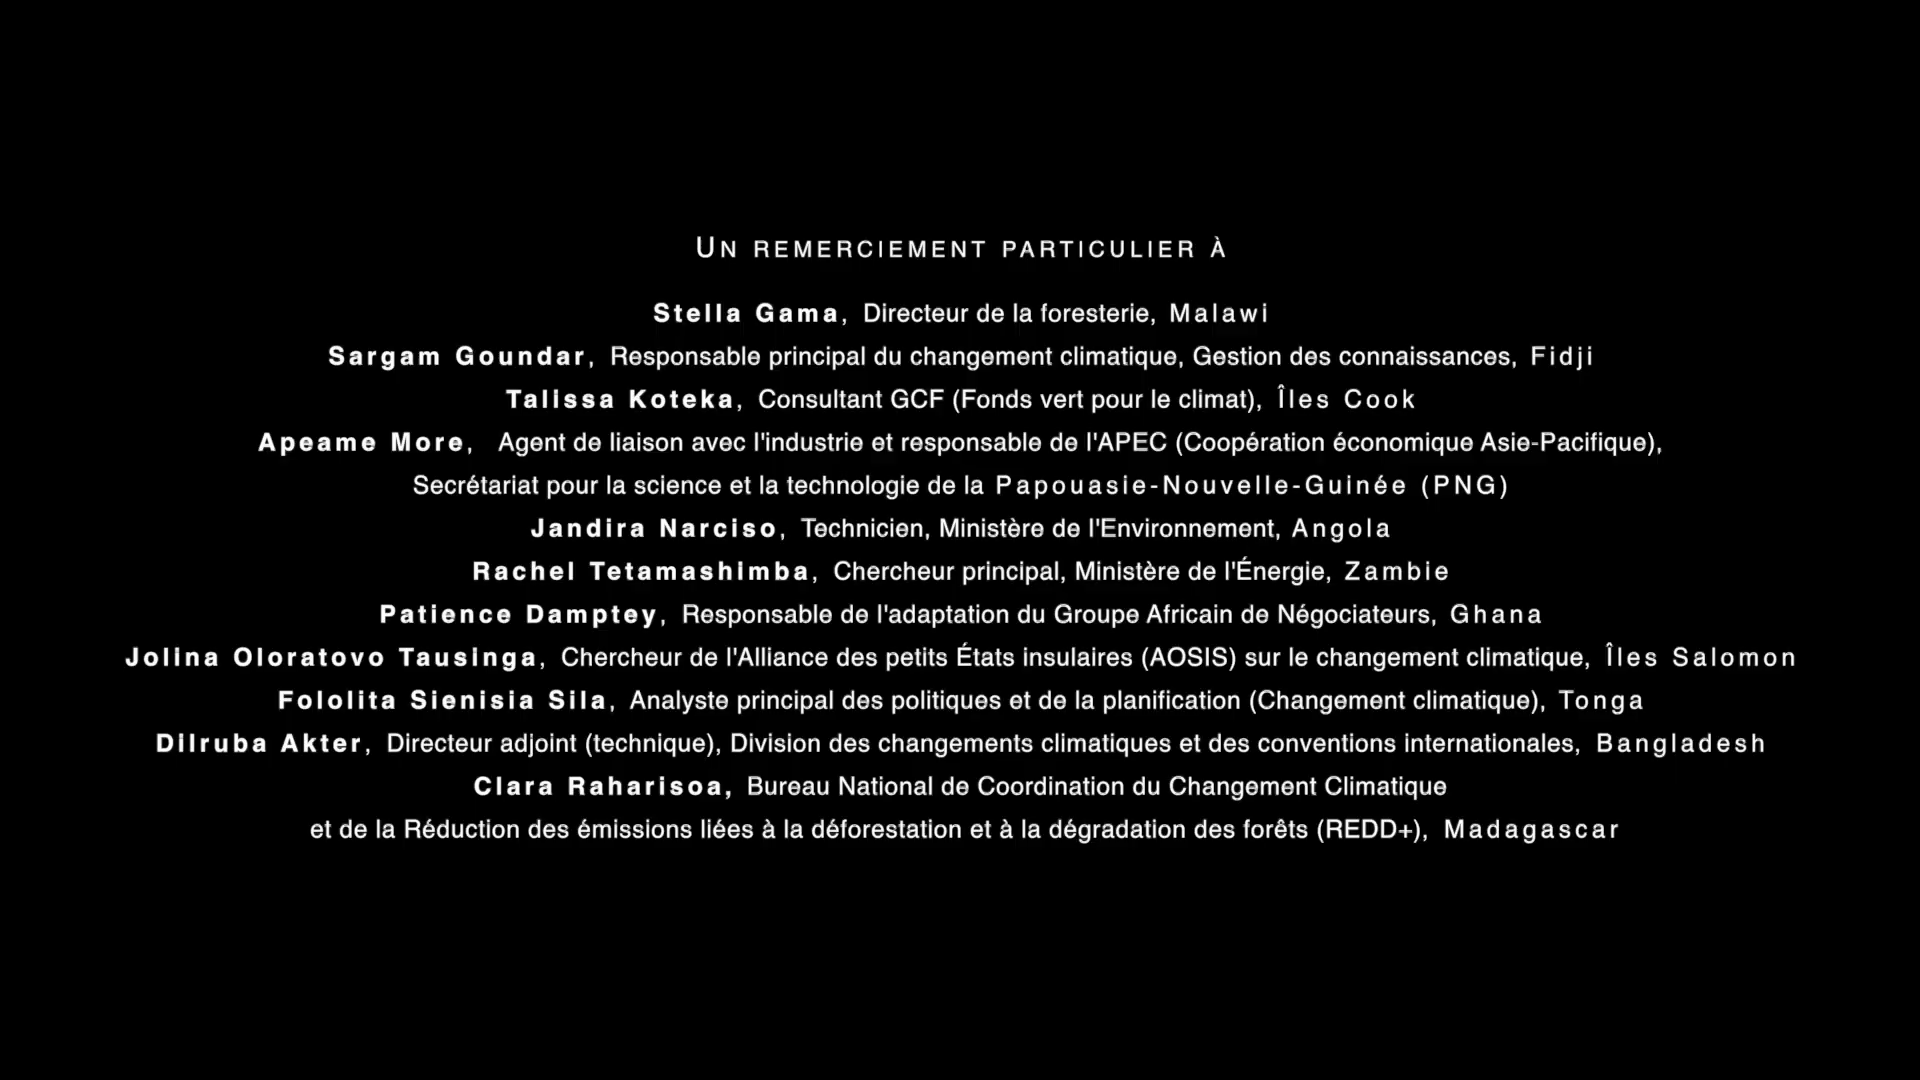 Un remerciement particulier à
Stella Gama, Directeur de la foresterie, Malawi
Sargam Goundar, Responsable principal du changement climatique, Gestion des connaissances, Fidji
Talissa Koteka, Consultant GCF (Fonds vert pour le climat), Îles Cook
Apeame More, Agent de liaison avec l'industrie et responsable de l'APEC (Coopération économique Asie-Pacifique),
Secrétariat pour la science et la technologie de la Papouasie-Nouvelle-Guinée (PNG)
Jandira Narciso, Technicien, Ministère de l'Environnement, Angola
Rachel Tetamashimba, Chercheur principal, Ministère de l'Énergie, Zambie
Patience Damptey, Responsable de l'adaptation du Groupe Africain de Négociateurs, Ghana
Jolina Oloratovo Tausinga, Chercheur de l'Alliance des petits États insulaires (AOSIS) sur le changement climatique, Îles Salomon
Fololita Sienisia Sila, Analyste principal des politiques et de la planification (Changement climatique), Tonga
Dilruba Akter, Directeur adjoint (technique), Division des changements climatiques et des conventions internationales, Bangladesh
Clara Raharisoa, Bureau National de Coordination du Changement Climatique
et de la Réduction des émissions liées à la déforestation et à la dégradation des forêts (REDD+), Madagascar